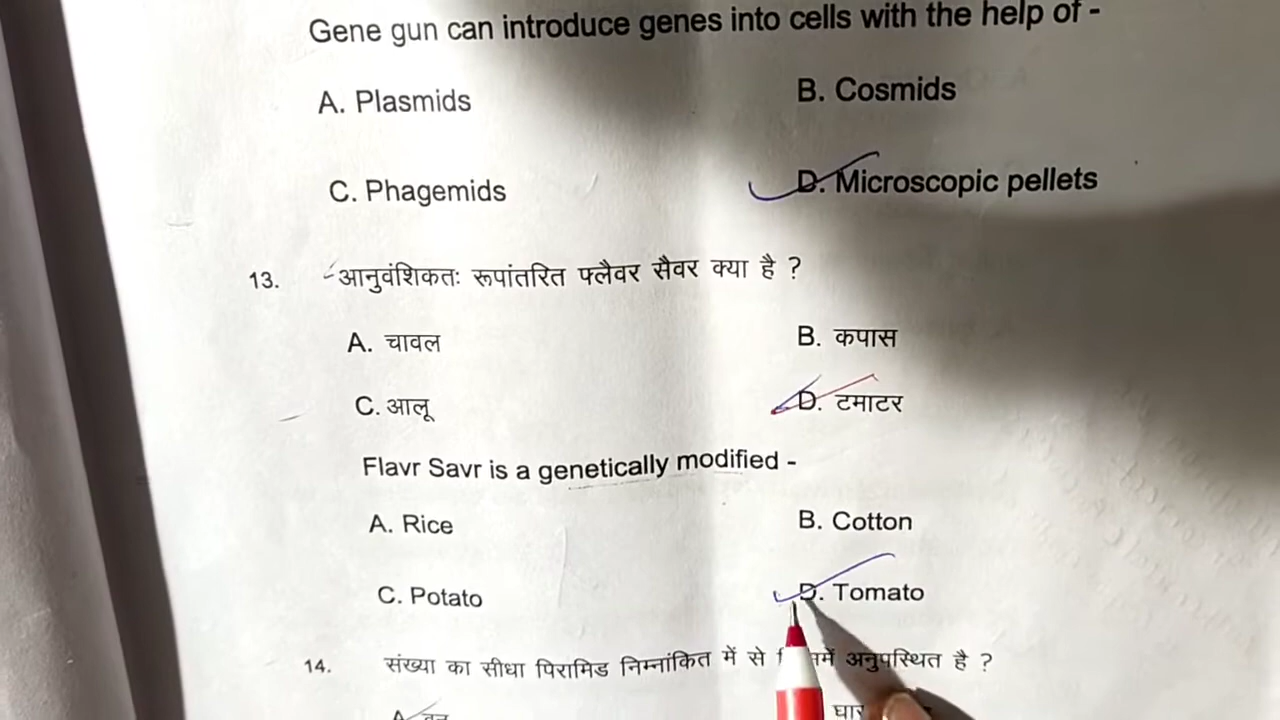 Gene gun can introduce genes into cells with the help of -
A. Plasmids B. Cosmids
C. Phagemids D. Microscopic pellets
13. आनुवंशिकतः रूपांतरित फ्लैवर सैवर क्या है ?
A. चावल B. कपास
C. आलू D. टमाटर
Flavr Savr is a genetically modified -
A. Rice B. Cotton
C. Potato D. Tomato
14. संख्या का सीधा पिरामिड निम्नांकित में से अनुपस्थित है ?
A.